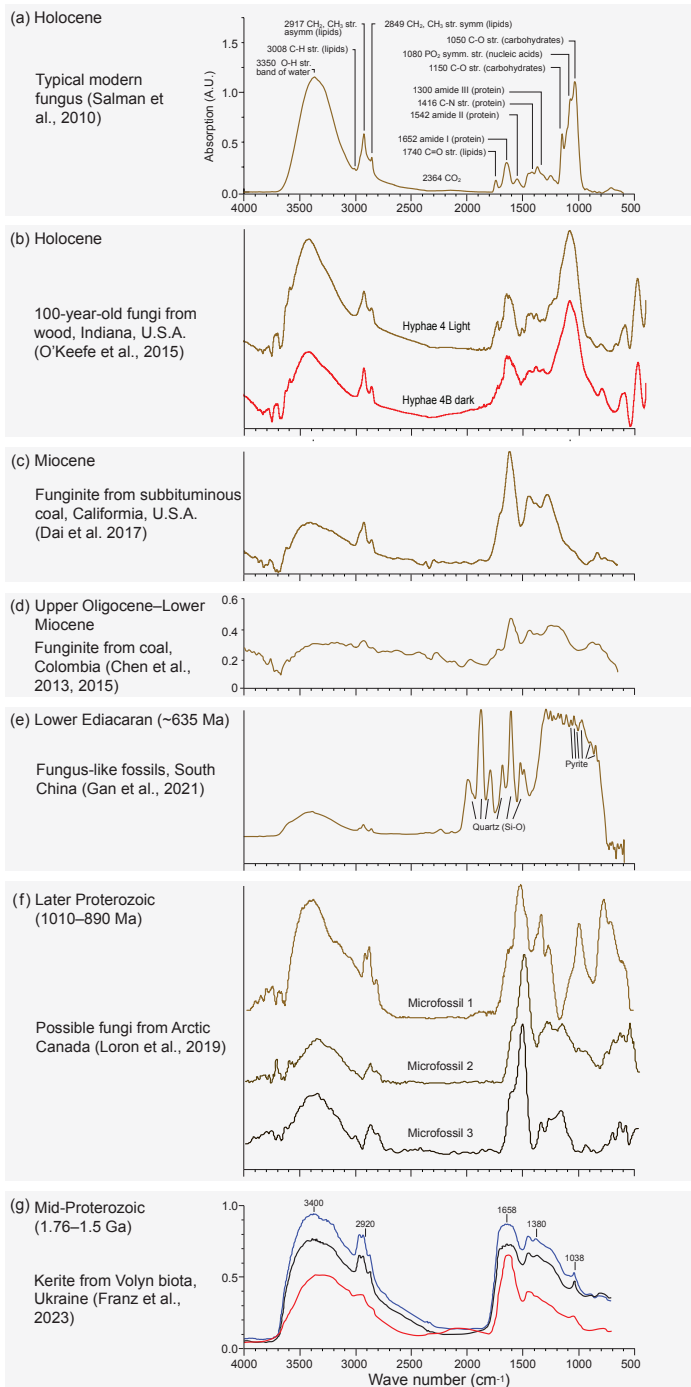 (a) Holocene
Typical modern
fungus (Salman
et al., 2010)
Absorption (A.U.)
1.5
1.0
0.5
0.0
2917 CH₂, CH₃ str.
asymm (lipids)
2849 CH₂, CH₃ str. symm (lipids)
3008 C-H str. (lipids)
3350 O-H str.
band of water
1050 C-O str. (carbohydrates)
1080 PO₂ symm. str. (nucleic acids)
1150 C-O str. (carbohydrates)
1300 amide III (protein)
1416 C-N str. (protein)
1542 amide II (protein)
1652 amide I (protein)
1740 C=O str. (lipids)
2364 CO₂
4000 3000 2000 1000 500
(b) Holocene
100-year-old fungi from
wood, Indiana, U.S.A.
(O'Keefe et al., 2015)
Hyphae 4 Light
Hyphae 4B dark
(c) Miocene
Funginite from subbituminous
coal, California, U.S.A.
(Dai et al. 2017)
(d) Upper Oligocene–Lower
Miocene
Funginite from coal,
Colombia (Chen et al.,
2013, 2015)
0.6
0.4
0.2
0
(e) Lower Ediacaran (~635 Ma)
Fungus-like fossils, South
China (Gan et al., 2021)
Quartz (Si-O)
Pyrite
(f) Later Proterozoic
(1010–890 Ma)
Possible fungi from Arctic
Canada (Loron et al., 2019)
Microfossil 1
Microfossil 2
Microfossil 3
(g) Mid-Proterozoic
(1.76–1.5 Ga)
Kerite from Volyn biota,
Ukraine (Franz et al.,
2023)
1.0
0.5
0.0
3400
2920
1658
1380
1038
4000 3000 2000 1000 500
Wave number (cm⁻¹)